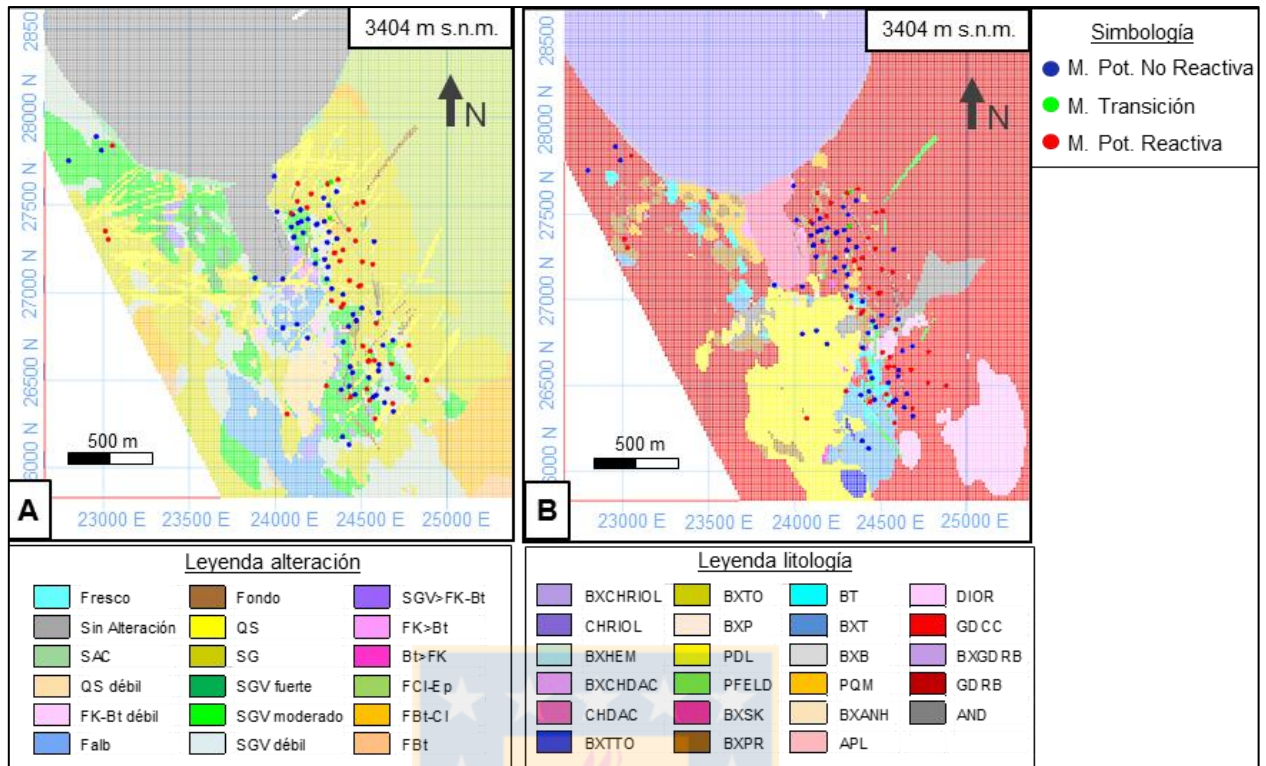 3404 m s.n.m.
28500 N
28000 N
27500 N
27000 N
26500 N
26000 N
N
500 m
A
23000 E 23500 E 24000 E 24500 E 25000 E
3404 m s.n.m.
28500 N
28000 N
27500 N
27000 N
26500 N
26000 N
N
500 m
B
23000 E 23500 E 24000 E 24500 E 25000 E
Simbología
M. Pot. No Reactiva
M. Transición
M. Pot. Reactiva
Leyenda alteración
Fresco
Sin Alteración
SAC
QS débil
FK-Bt débil
Falb
Fondo
QS
SG
SGV fuerte
SGV moderado
SGV débil
SGV>FK-Bt
FK>Bt
Bt>FK
FCl-Ep
FBt-Cl
FBt
Leyenda litología
BXCHRIOL
CHRIOL
BXHEM
BXCHDAC
CHDAC
BXTTO
BXTO
BXP
PDL
PFELD
BXSK
BXPR
BT
BXT
BXB
PQM
BXANH
APL
DIOR
GDCC
BXGDRB
GDRB
AND